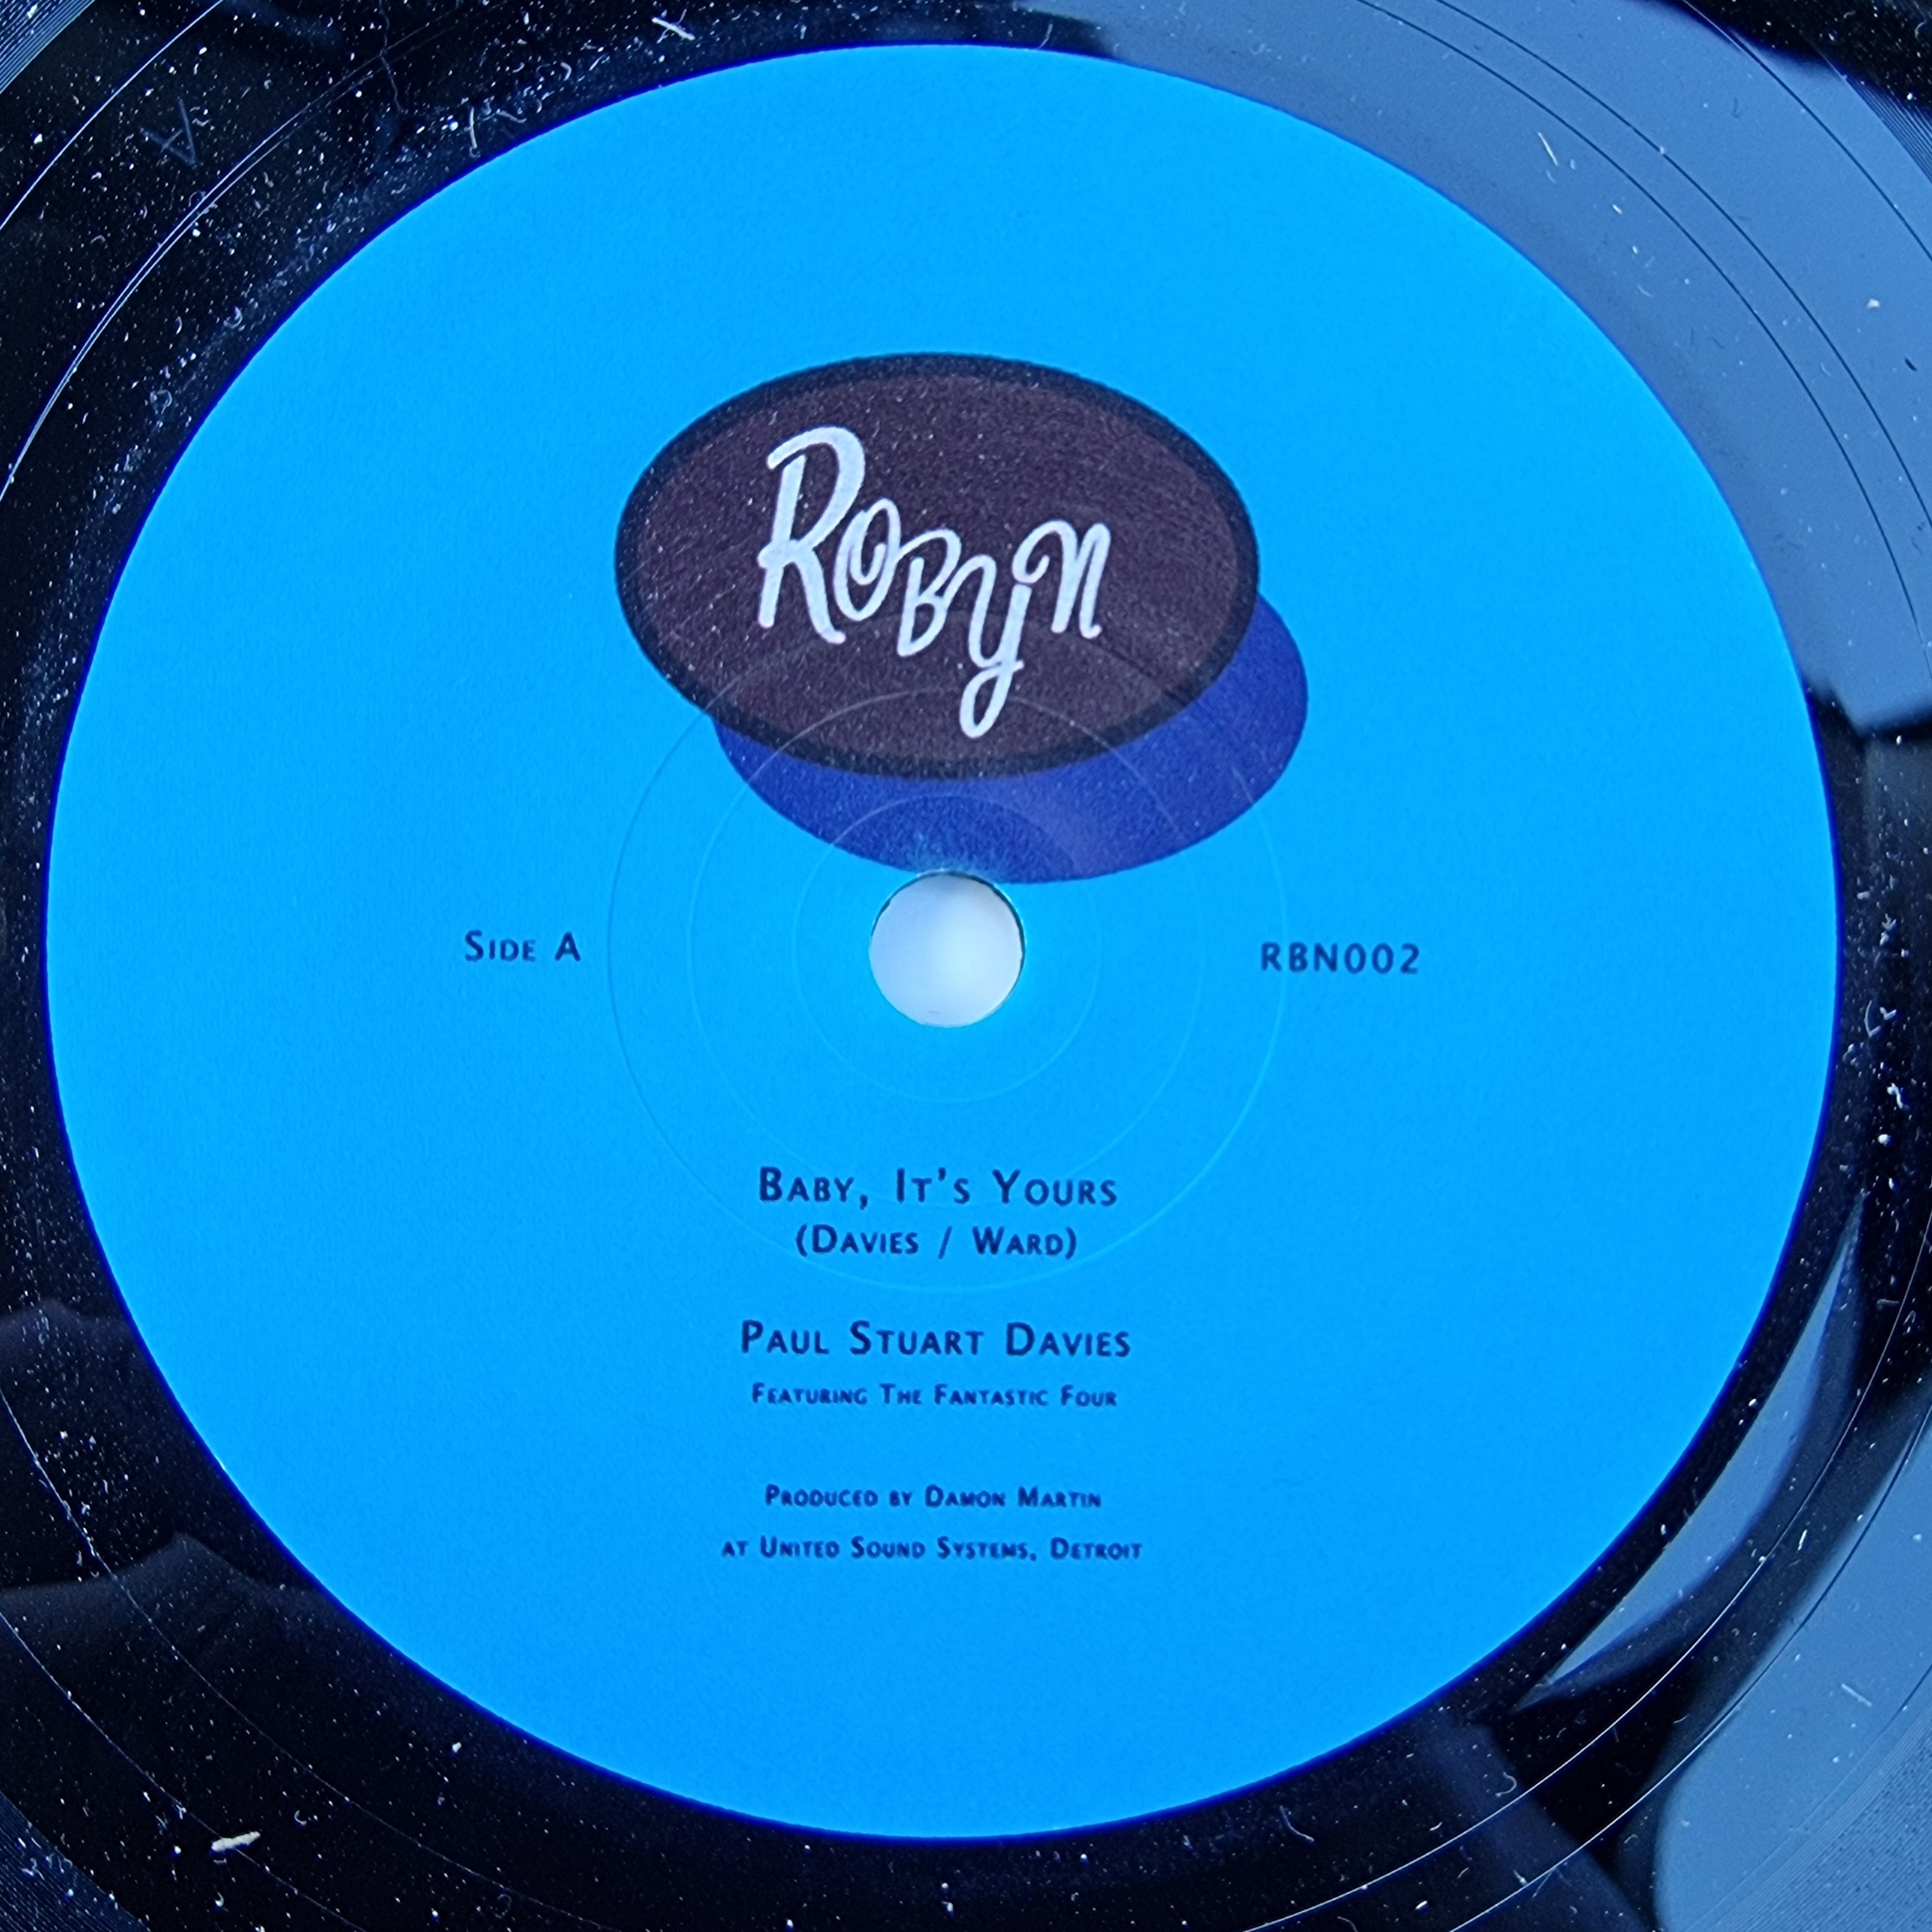 Robyn
Side A
RBN002
Baby, It's Yours
(Davies / Ward)
Paul Stuart Davies
Featuring The Fantastic Four
Produced by Damon Martin
at United Sound Systems, Detroit
A